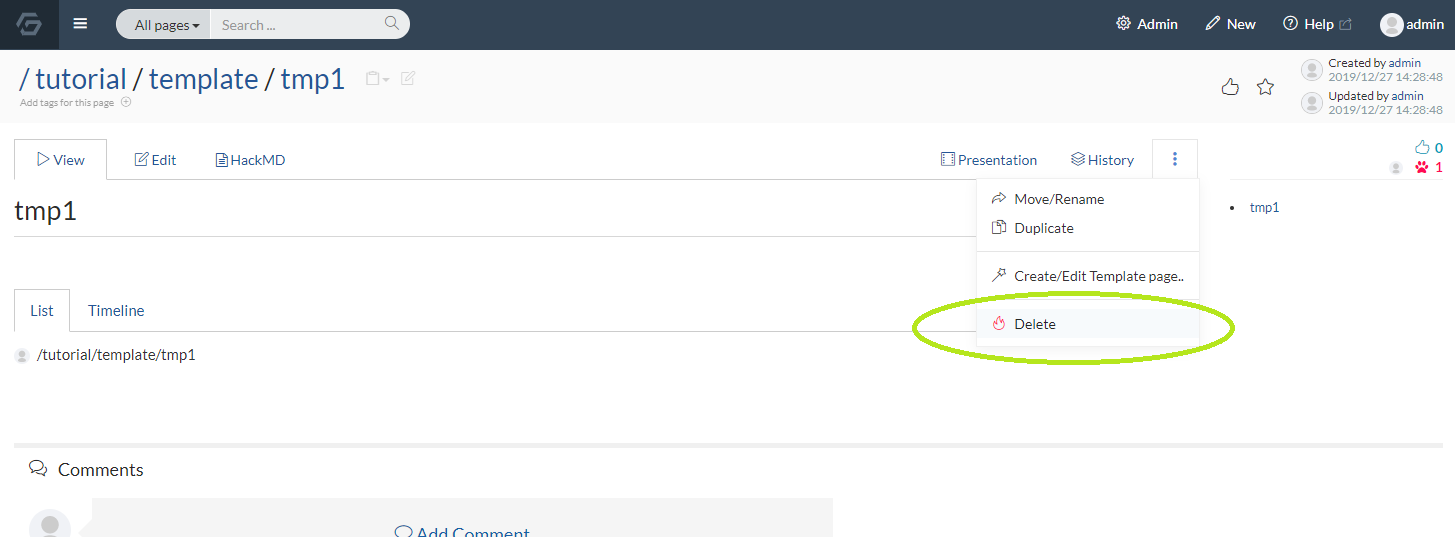 All pages Search ... Admin New Help admin
/ tutorial / template / tmp1
Add tags for this page
Created by admin
2019/12/27 14:28:48
Updated by admin
2019/12/27 14:28:48
View Edit HackMD Presentation History
0
1
Move/Rename
Duplicate
Create/Edit Template page..
Delete
tmp1
tmp1
List Timeline
/tutorial/template/tmp1
Comments
Add Comment